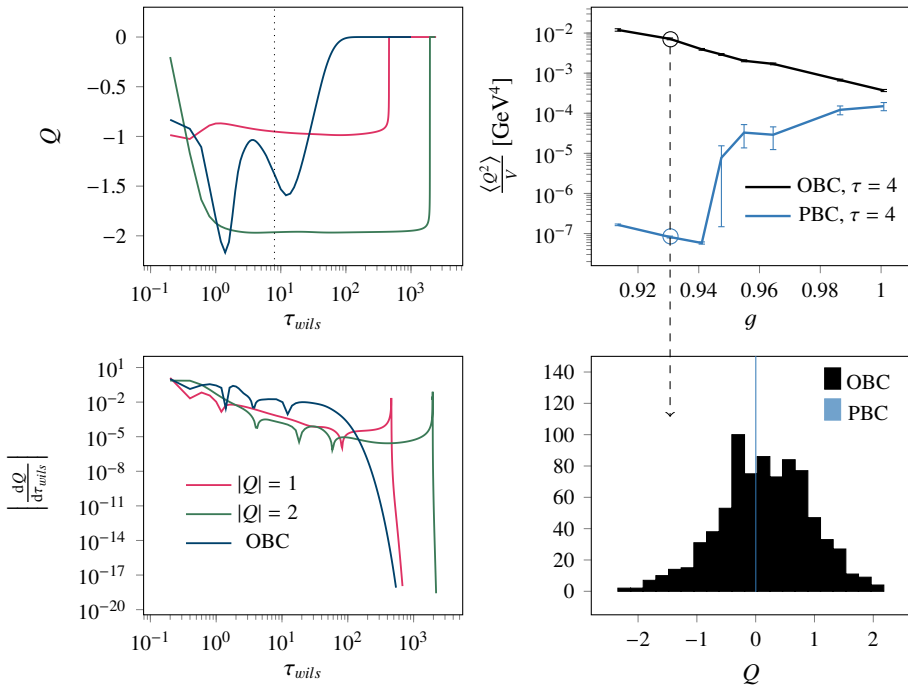 0
−0.5
−1
−1.5
−2
Q
10⁻¹ 10⁰ 10¹ 10² 10³
τ_wils
10⁻²
10⁻³
10⁻⁴
10⁻⁵
10⁻⁶
10⁻⁷
⟨Q²⟩/V [GeV⁴]
OBC, τ = 4
PBC, τ = 4
0.92 0.94 0.96 0.98 1
g
10¹
10⁻²
10⁻⁵
10⁻⁸
10⁻¹¹
10⁻¹⁴
10⁻¹⁷
10⁻²⁰
|dQ/dτ_wils|
|Q| = 1
|Q| = 2
OBC
10⁻¹ 10⁰ 10¹ 10² 10³
τ_wils
140
120
100
80
60
40
20
0
OBC
PBC
−2 −1 0 1 2
Q